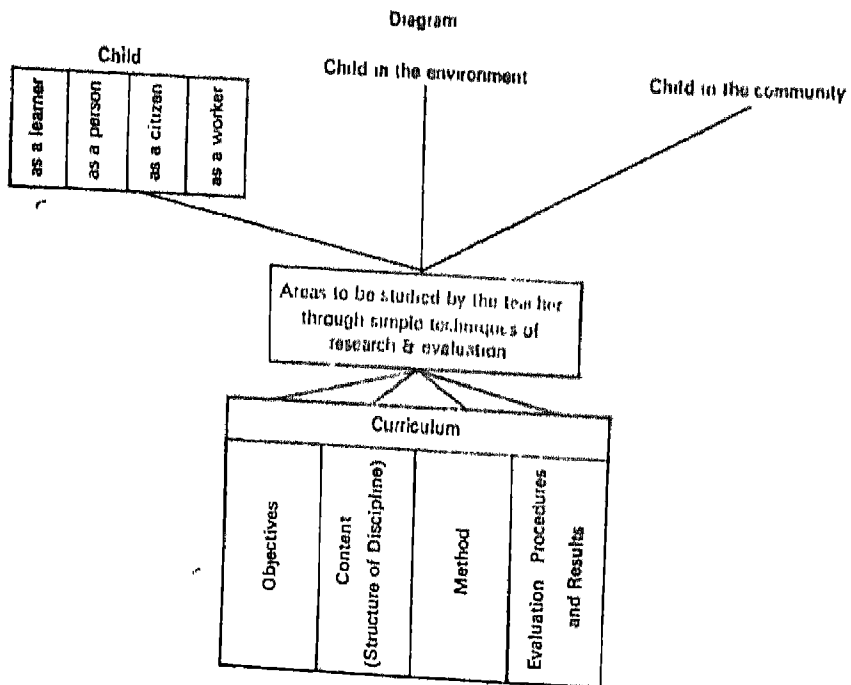 Diagram
Child
Child in the environment
Child in the community
as a learner
as a person
as a citizen
as a worker
Areas to be studied by the teacher
through simple techniques of
research & evaluation
Curriculum
Objectives
Content
(Structure of Discipline)
Method
Evaluation Procedures
and Results